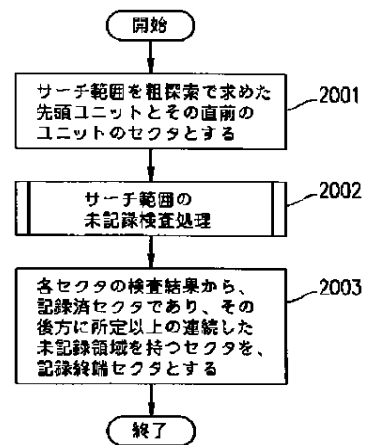 開始
サーチ範囲を粗探索で求めた
先頭ユニットとその直前の
ユニットのセクタとする
2001
サーチ範囲の
未記録検査処理
2002
各セクタの検査結果から、
記録済セクタであり、その
後方に所定以上の連続した
未記録領域を持つセクタを、
記録終端セクタとする
2003
終了